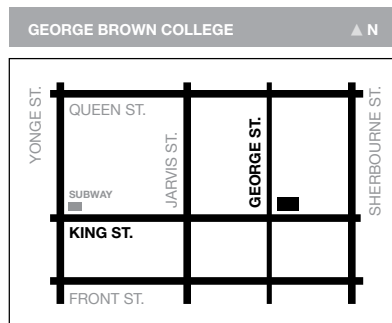 GEORGE BROWN COLLEGE
▲ N
YONGE ST.
QUEEN ST.
JARVIS ST.
GEORGE ST.
SHERBOURNE ST.
SUBWAY
KING ST.
FRONT ST.